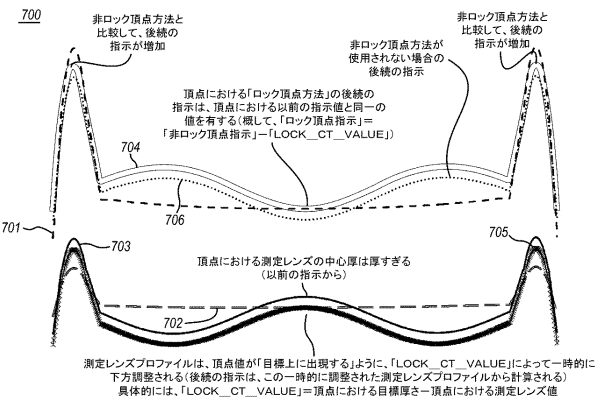 700
非ロック頂点方法と
比較して、後続の
指示が増加
非ロック頂点方法と
比較して、後続の
指示が増加
非ロック頂点方法が
使用されない場合の
後続の指示
頂点における「ロック頂点方法」の後続の
指示は、頂点における以前の指示値と同一の
値を有する(概して、「ロック頂点指示」=
「非ロック頂点指示」-「LOCK__CT__VALUE」)
704
706
701
703
705
頂点における測定レンズの中心厚は厚すぎる
(以前の指示から)
702
測定レンズプロファイルは、頂点値が「目標上に出現する」ように、「LOCK__CT__VALUE」によって一時的に
下方調整される(後続の指示は、この一時的に調整された測定レンズプロファイルから計算される)
具体的には、「LOCK__CT__VALUE」=頂点における目標厚さ-頂点における測定レンズ値